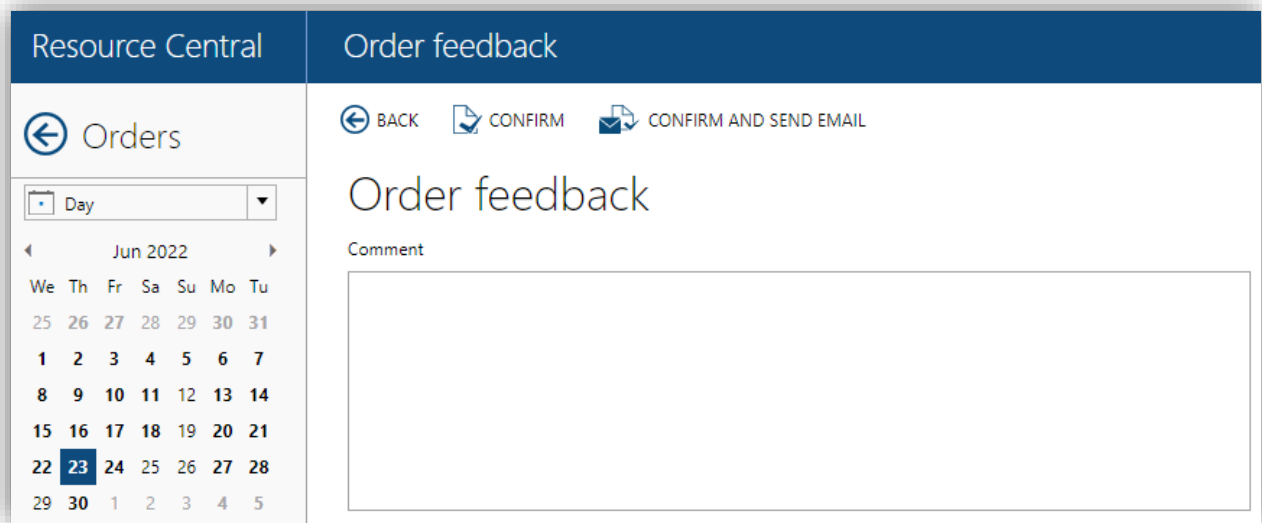 Resource Central
Order feedback
Orders
BACK CONFIRM CONFIRM AND SEND EMAIL
Day
Order feedback
Jun 2022
Comment
We Th Fr Sa Su Mo Tu
25 26 27 28 29 30 31
1 2 3 4 5 6 7
8 9 10 11 12 13 14
15 16 17 18 19 20 21
22 23 24 25 26 27 28
29 30 1 2 3 4 5